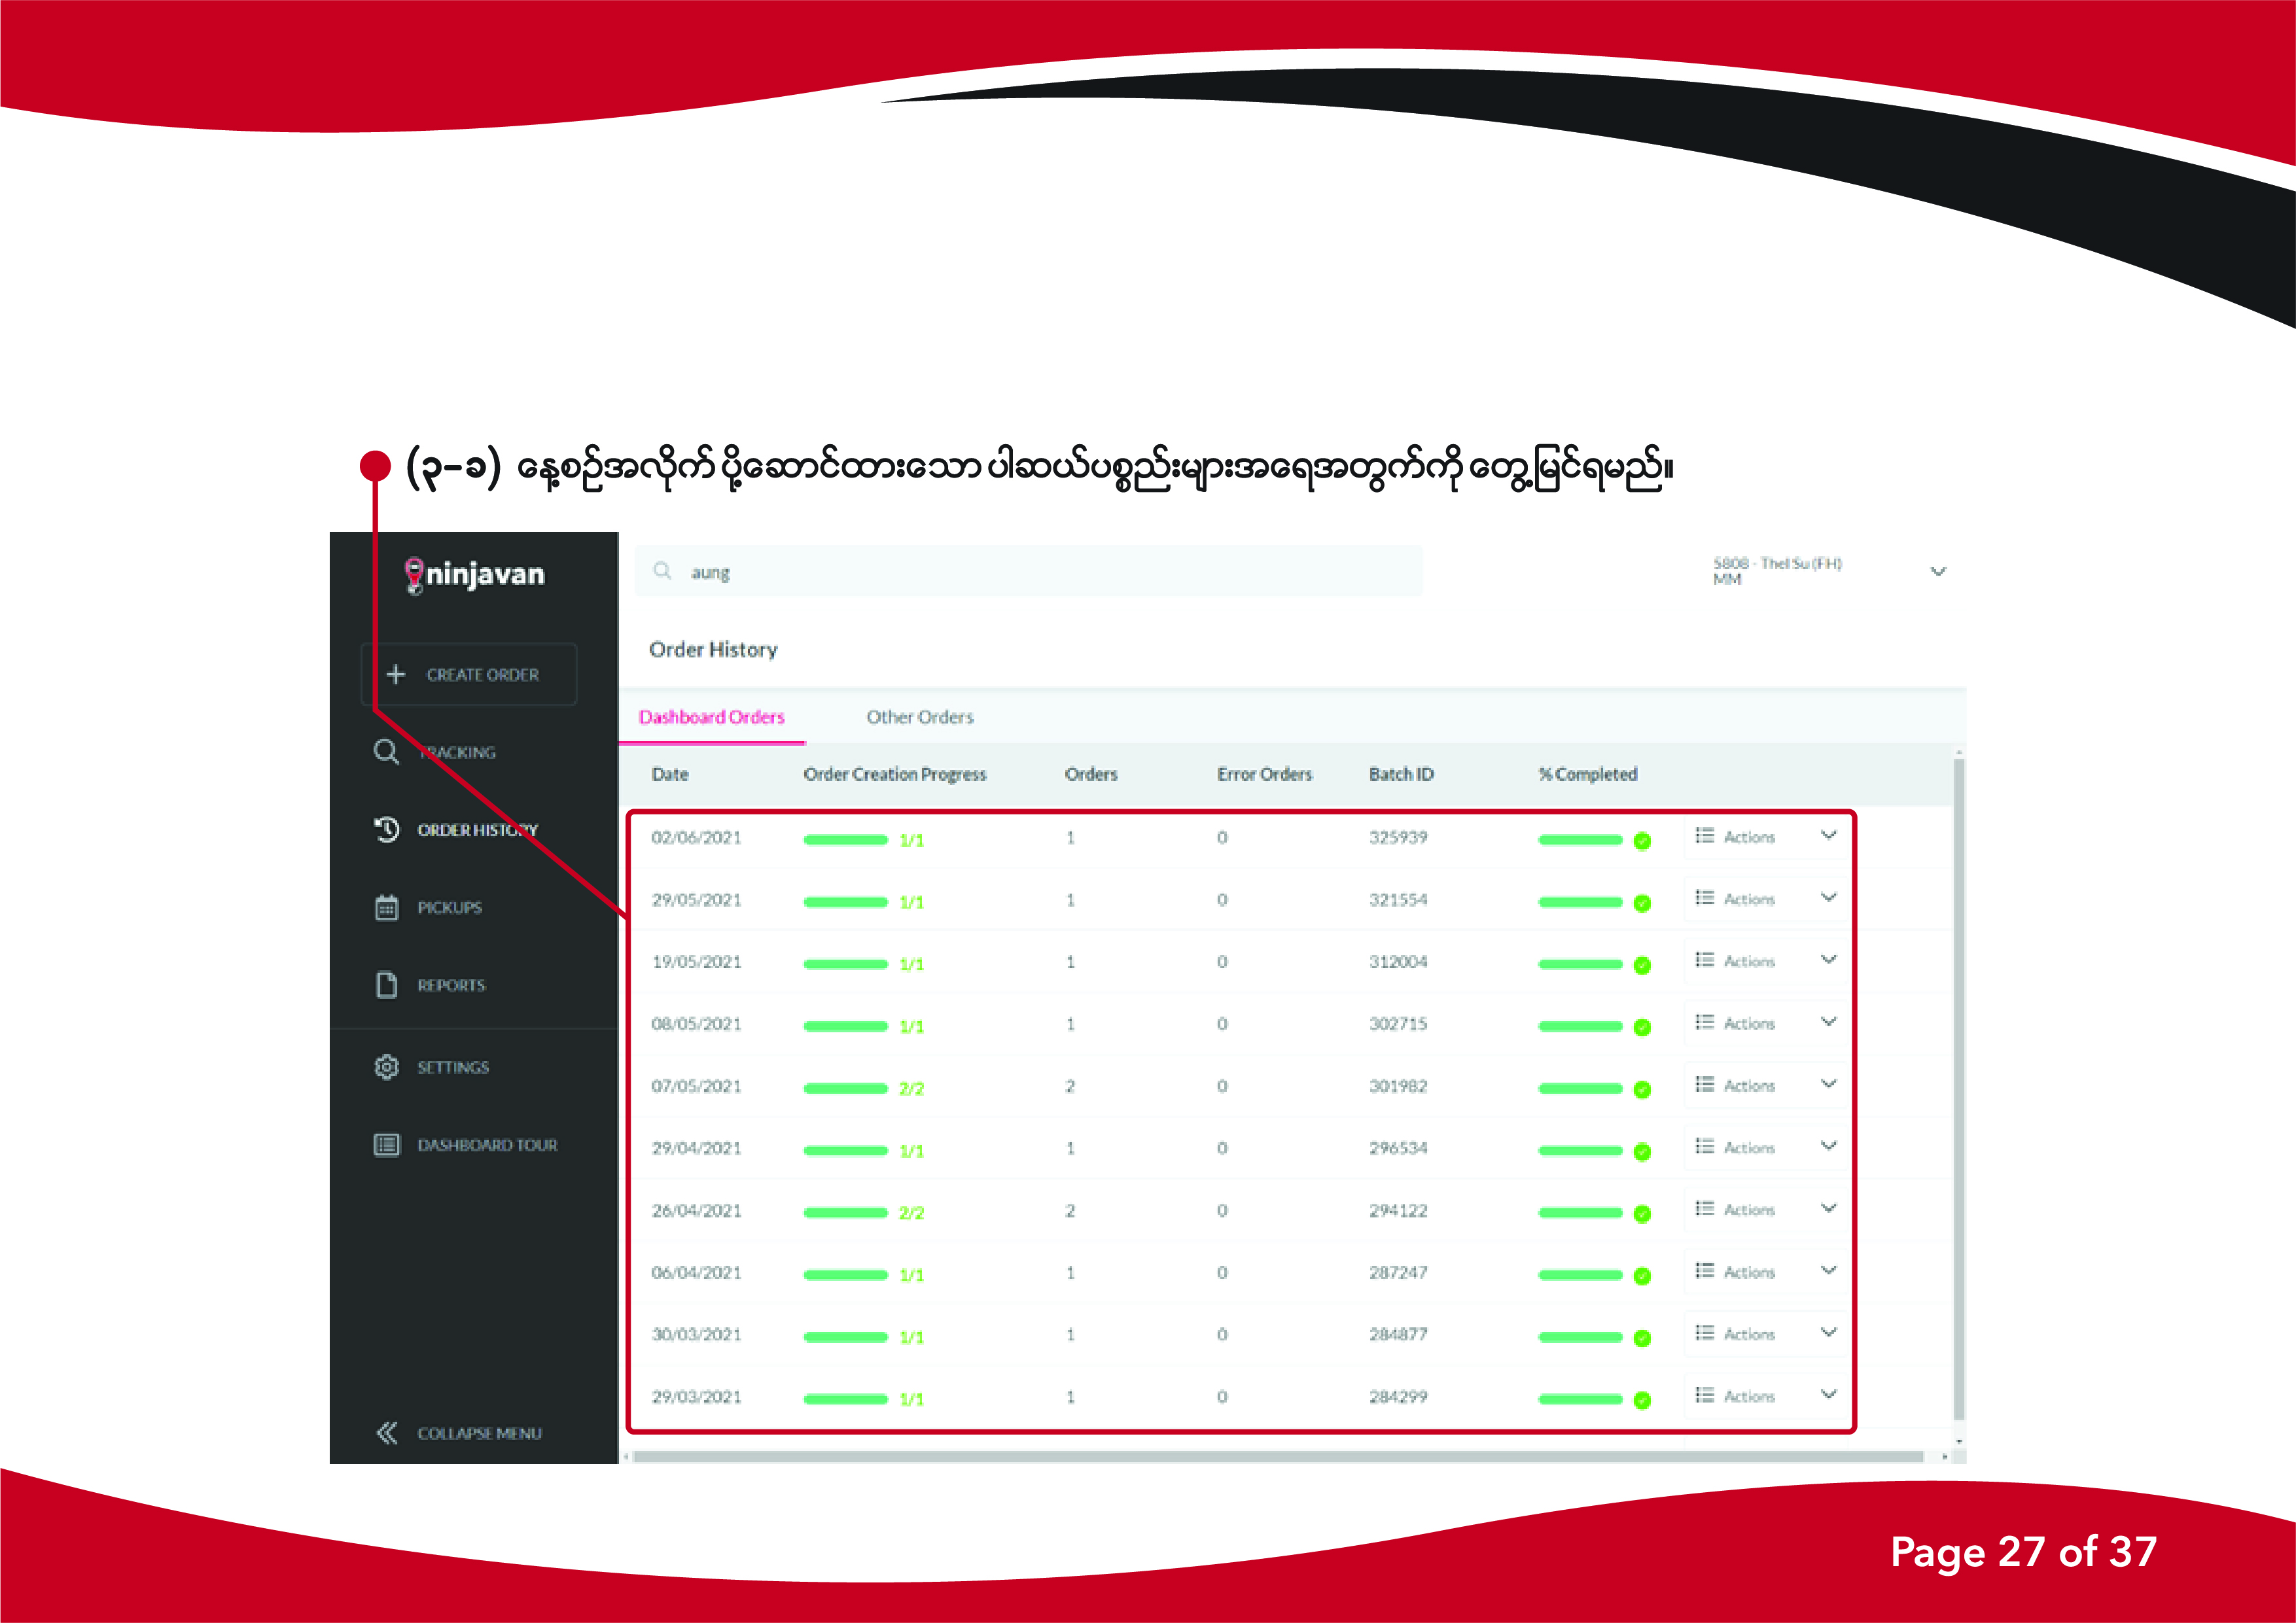 (၃-ခ) နေ့စဉ်အလိုက် ပို့ဆောင်ထားသော ပါဆယ်ပစ္စည်းများအရေအတွက်ကို တွေ့မြင်ရမည်။
ninjavan
aung
5808 - Thel Su (FH)
MM
Order History
CREATE ORDER
TRACKING
ORDER HISTORY
PICKUPS
REPORTS
SETTINGS
DASHBOARD TOUR
COLLAPSE MENU
Dashboard Orders Other Orders
Date Order Creation Progress Orders Error Orders Batch ID % Completed
02/06/2021 1/1 1 0 325939 Actions
29/05/2021 1/1 1 0 321554 Actions
19/05/2021 1/1 1 0 312004 Actions
08/05/2021 1/1 1 0 302715 Actions
07/05/2021 2/2 2 0 301982 Actions
29/04/2021 1/1 1 0 296534 Actions
26/04/2021 2/2 2 0 294122 Actions
06/04/2021 1/1 1 0 287247 Actions
30/03/2021 1/1 1 0 284877 Actions
29/03/2021 1/1 1 0 284299 Actions
Page 27 of 37